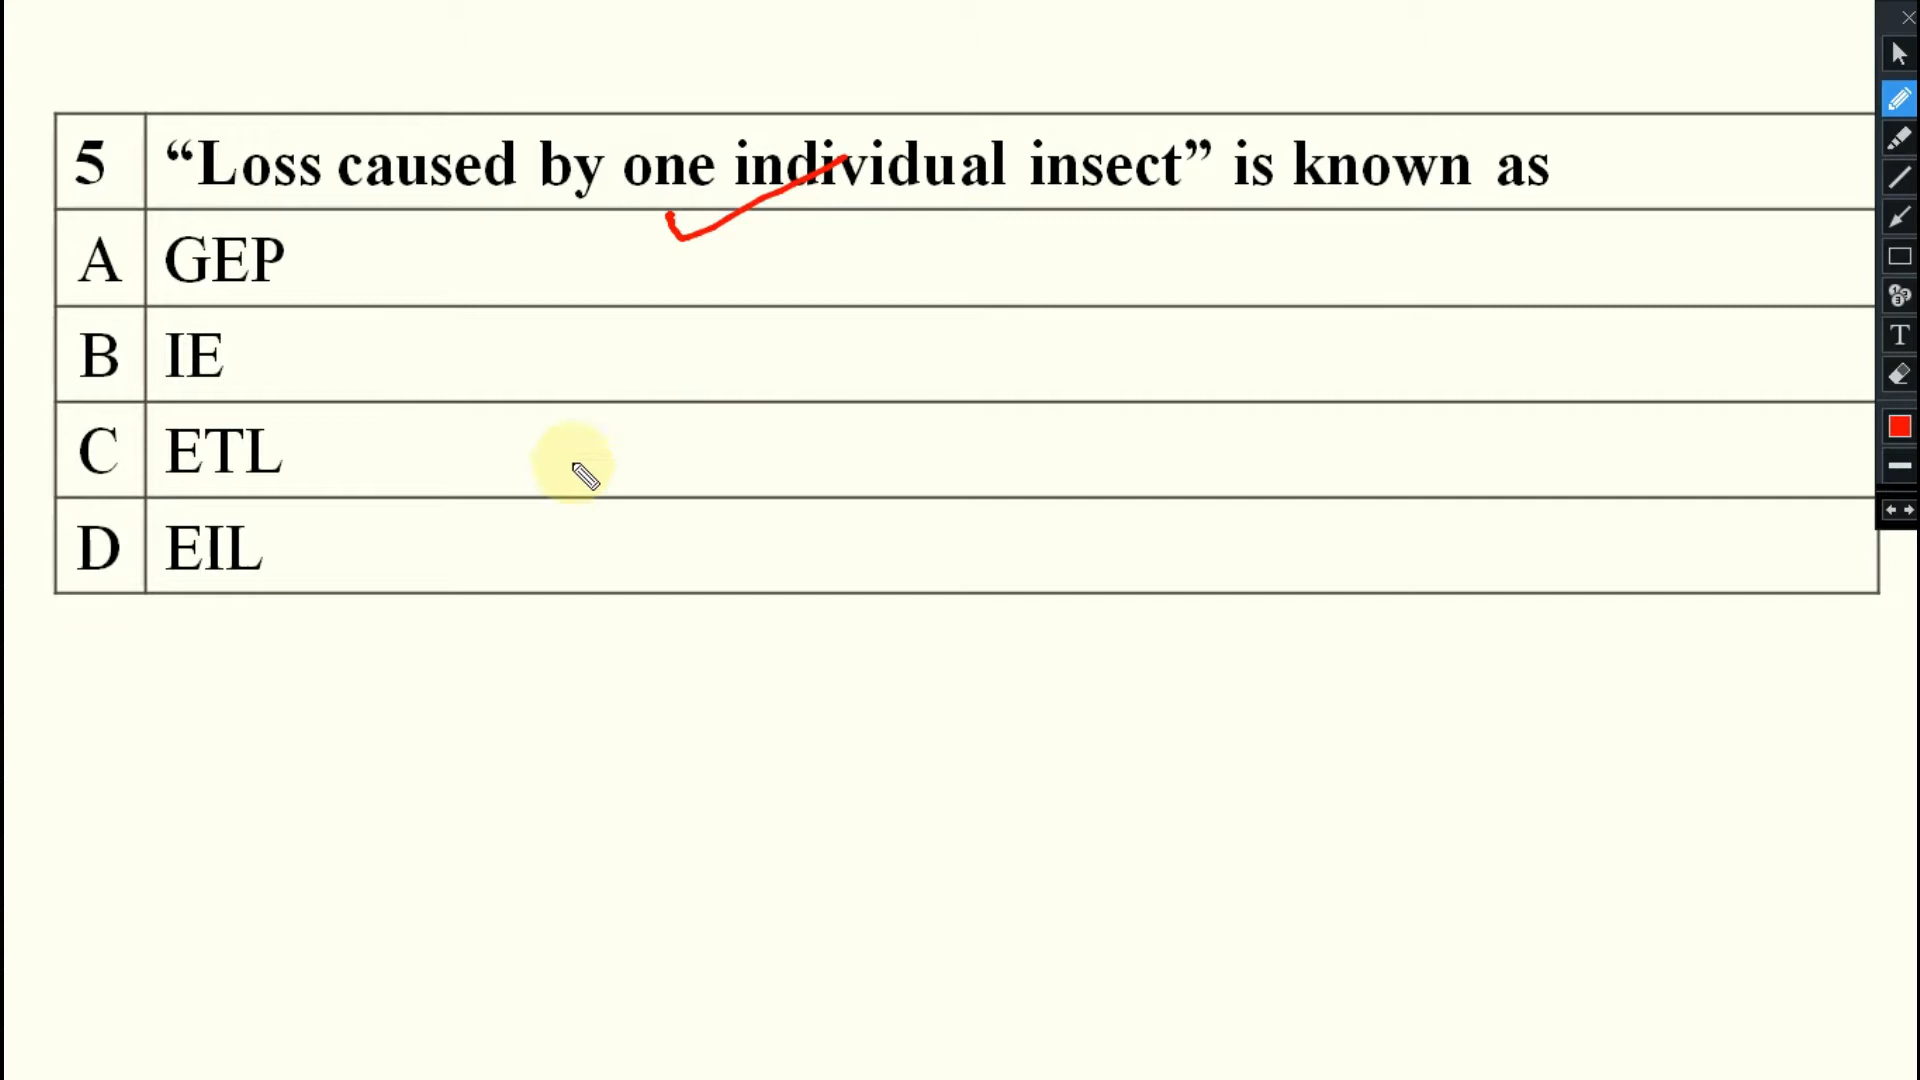 5 “Loss caused by one individual insect” is known as
A GEP
B IE
C ETL
D EIL